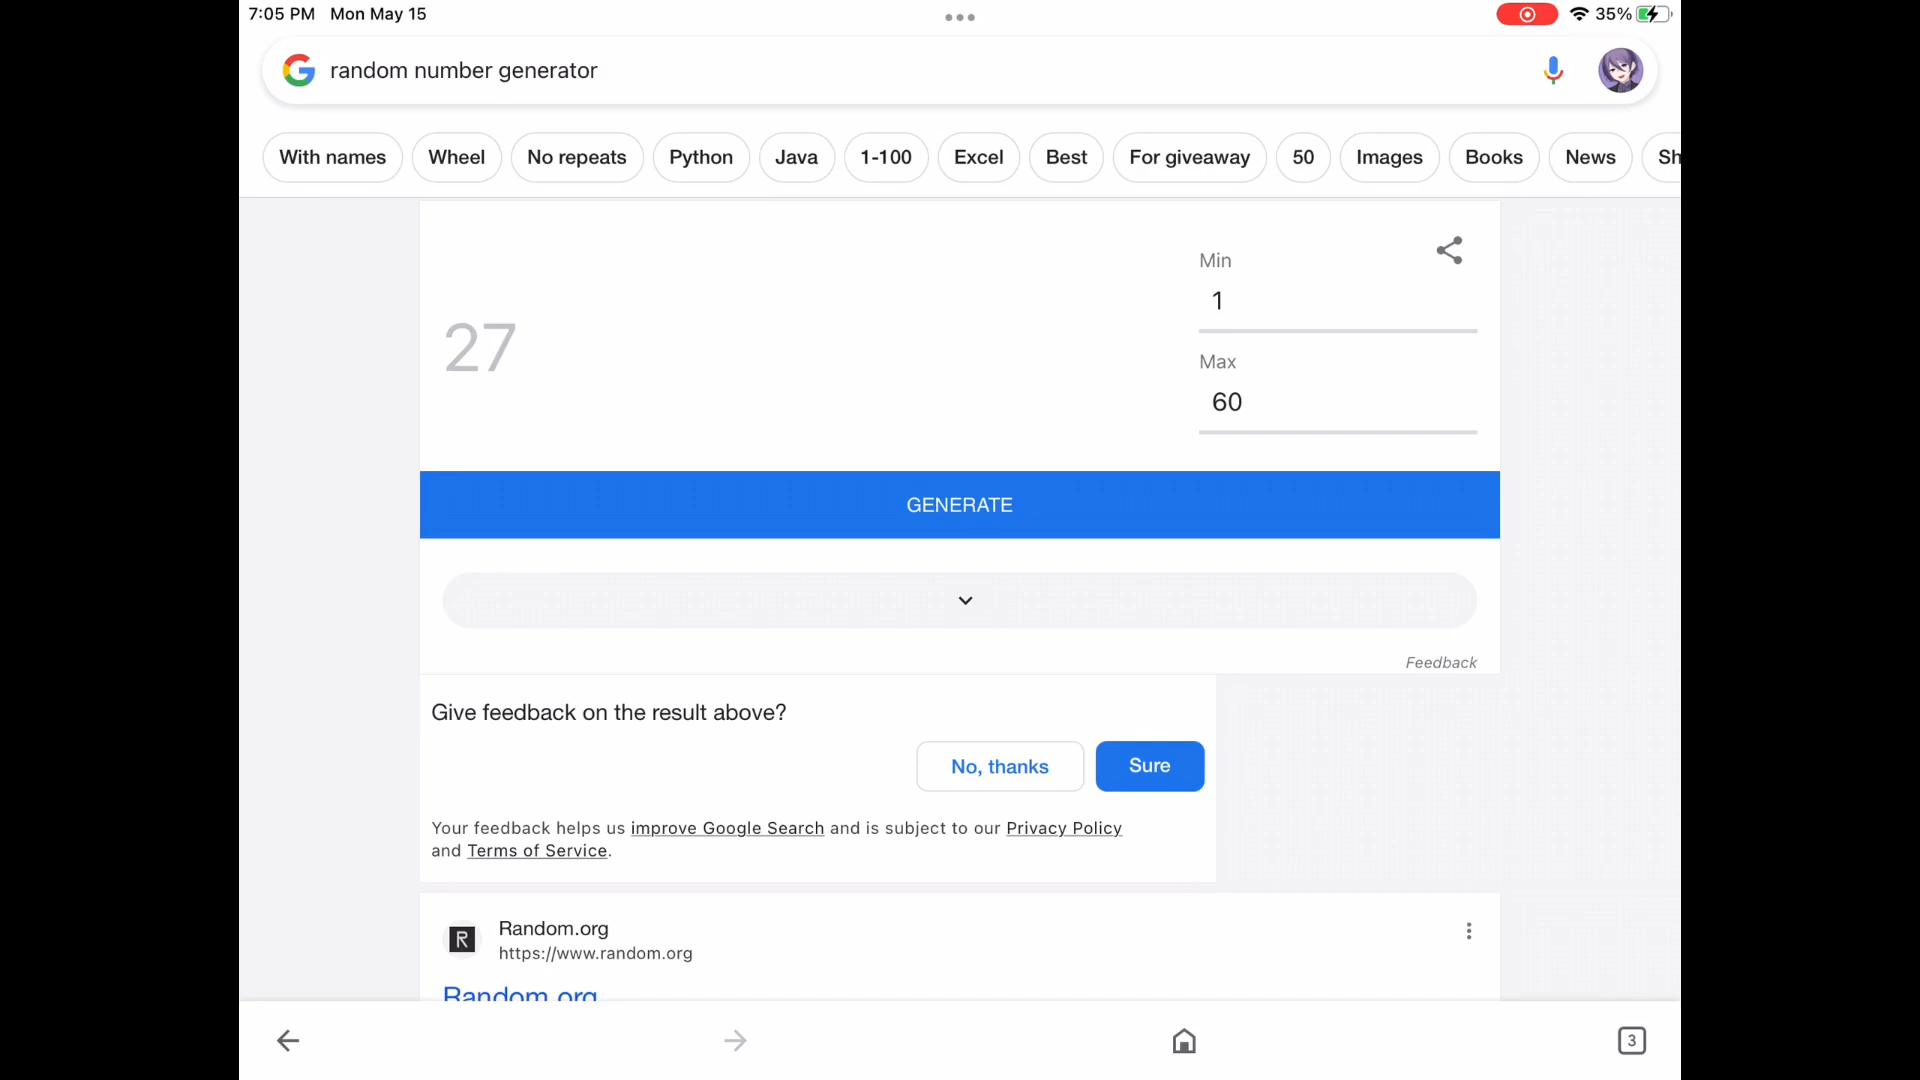 7:05 PM Mon May 15
35%
random number generator
With names Wheel No repeats Python Java 1-100 Excel Best For giveaway 50 Images Books News Sh
Min
1
27
Max
60
GENERATE
Feedback
Give feedback on the result above?
No, thanks Sure
Your feedback helps us improve Google Search and is subject to our Privacy Policy
and Terms of Service.
R
Random.org
https://www.random.org
Random.org
3